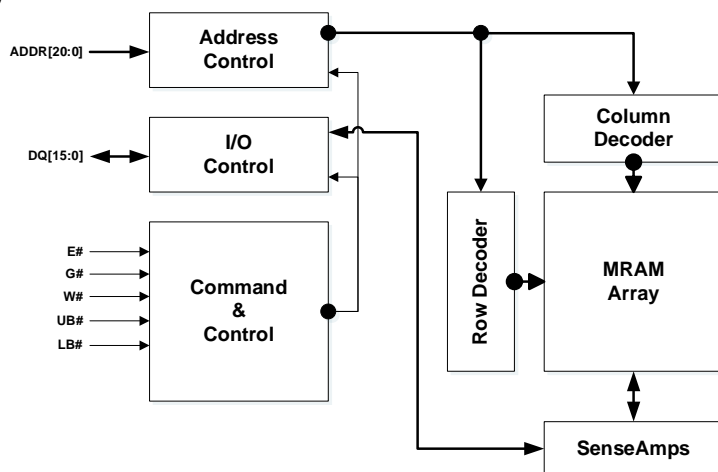 ADDR[20:0]
Address
Control
Column
Decoder
DQ[15:0]
I/O
Control
Row Decoder
MRAM
Array
E#
G#
W#
UB#
LB#
Command
&
Control
SenseAmps